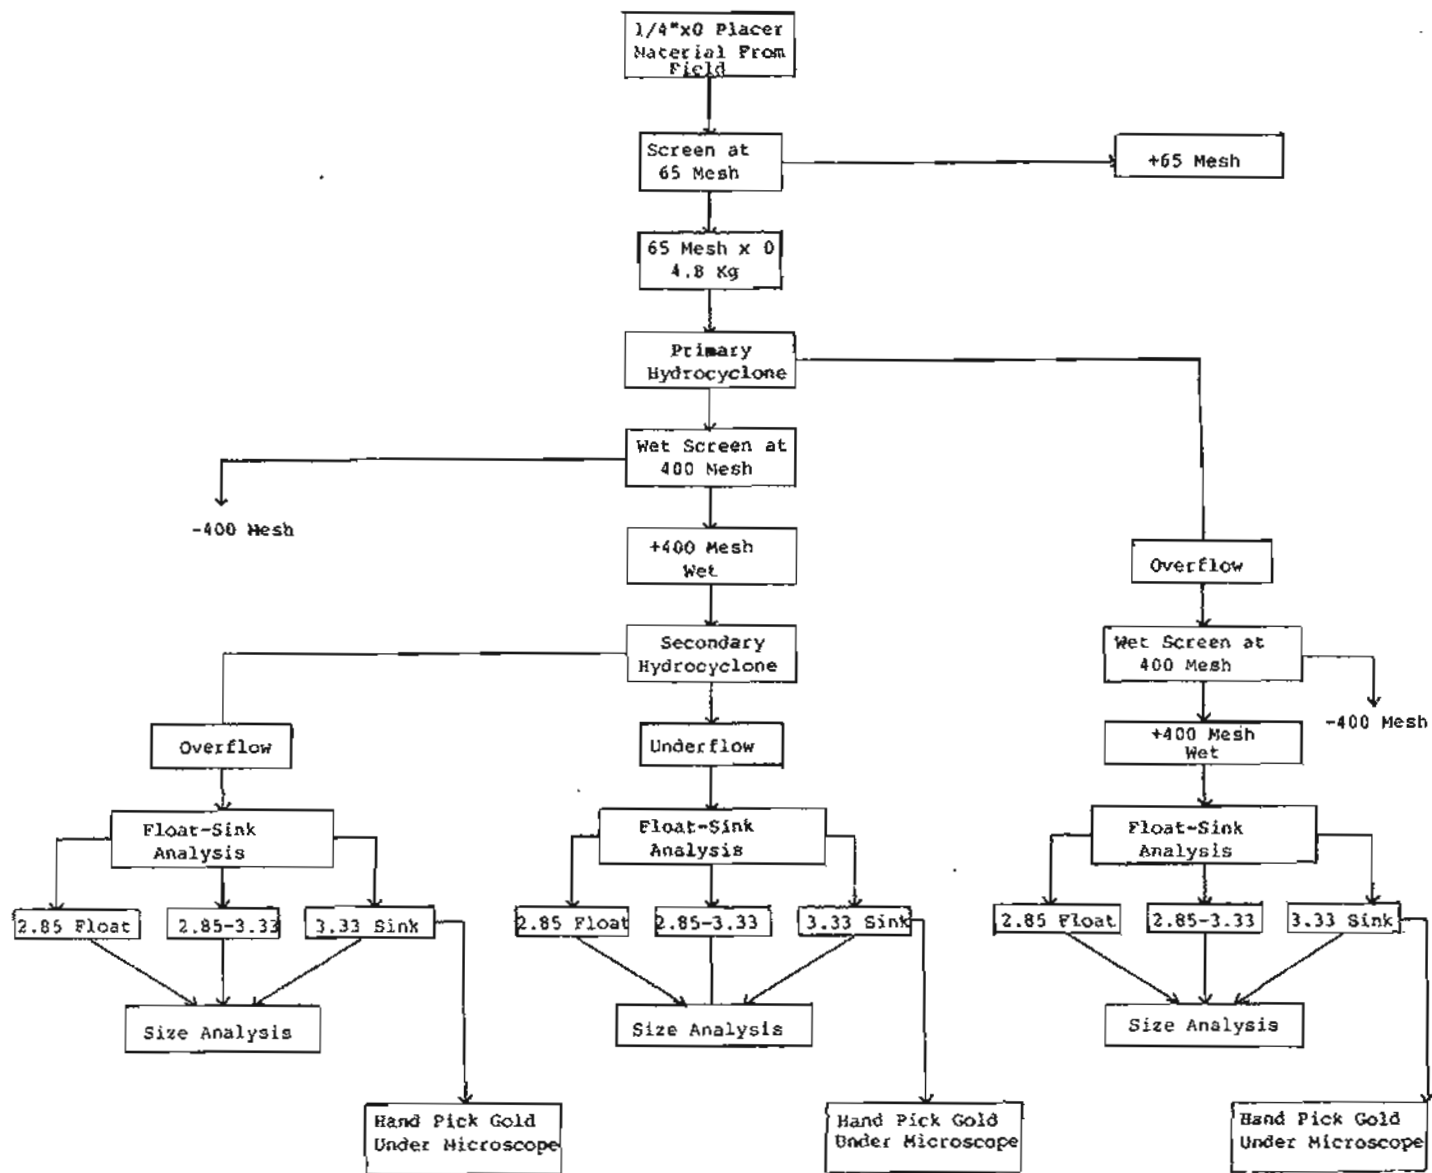 1/4"x0 Placer
Material From
Field
Screen at
65 Mesh
+65 Mesh
65 Mesh x 0
4.8 Kg
Primary
Hydrocyclone
Wet Screen at
400 Mesh
-400 Mesh
+400 Mesh
Wet
Overflow
Secondary
Hydrocyclone
Wet Screen at
400 Mesh
-400 Mesh
Overflow
Underflow
+400 Mesh
Wet
Float-Sink
Analysis
Float-Sink
Analysis
Float-Sink
Analysis
2.85 Float
2.85-3.33
3.33 Sink
2.85 Float
2.85-3.33
3.33 Sink
2.85 Float
2.85-3.33
3.33 Sink
Size Analysis
Size Analysis
Size Analysis
Hand Pick Gold
Under Microscope
Hand Pick Gold
Under Microscope
Hand Pick Gold
Under Microscope